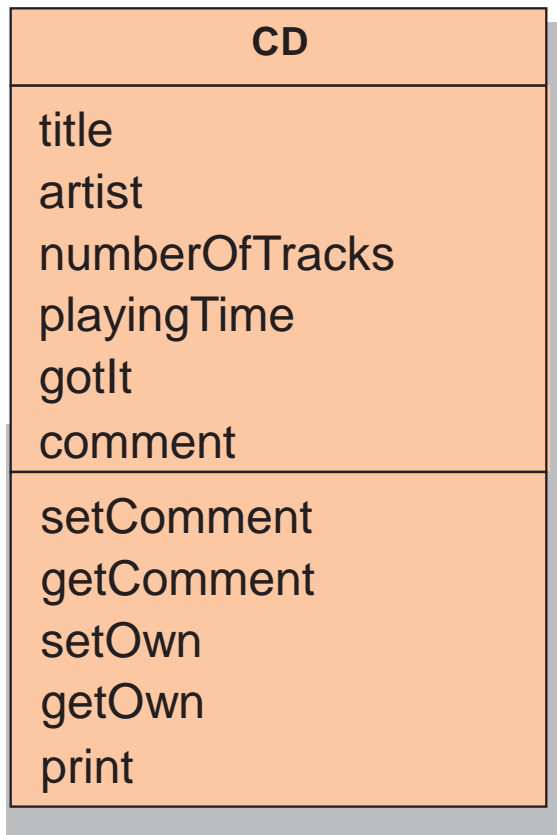 CD
title
artist
numberOfTracks
playingTime
gotIt
comment
setComment
getComment
setOwn
getOwn
print